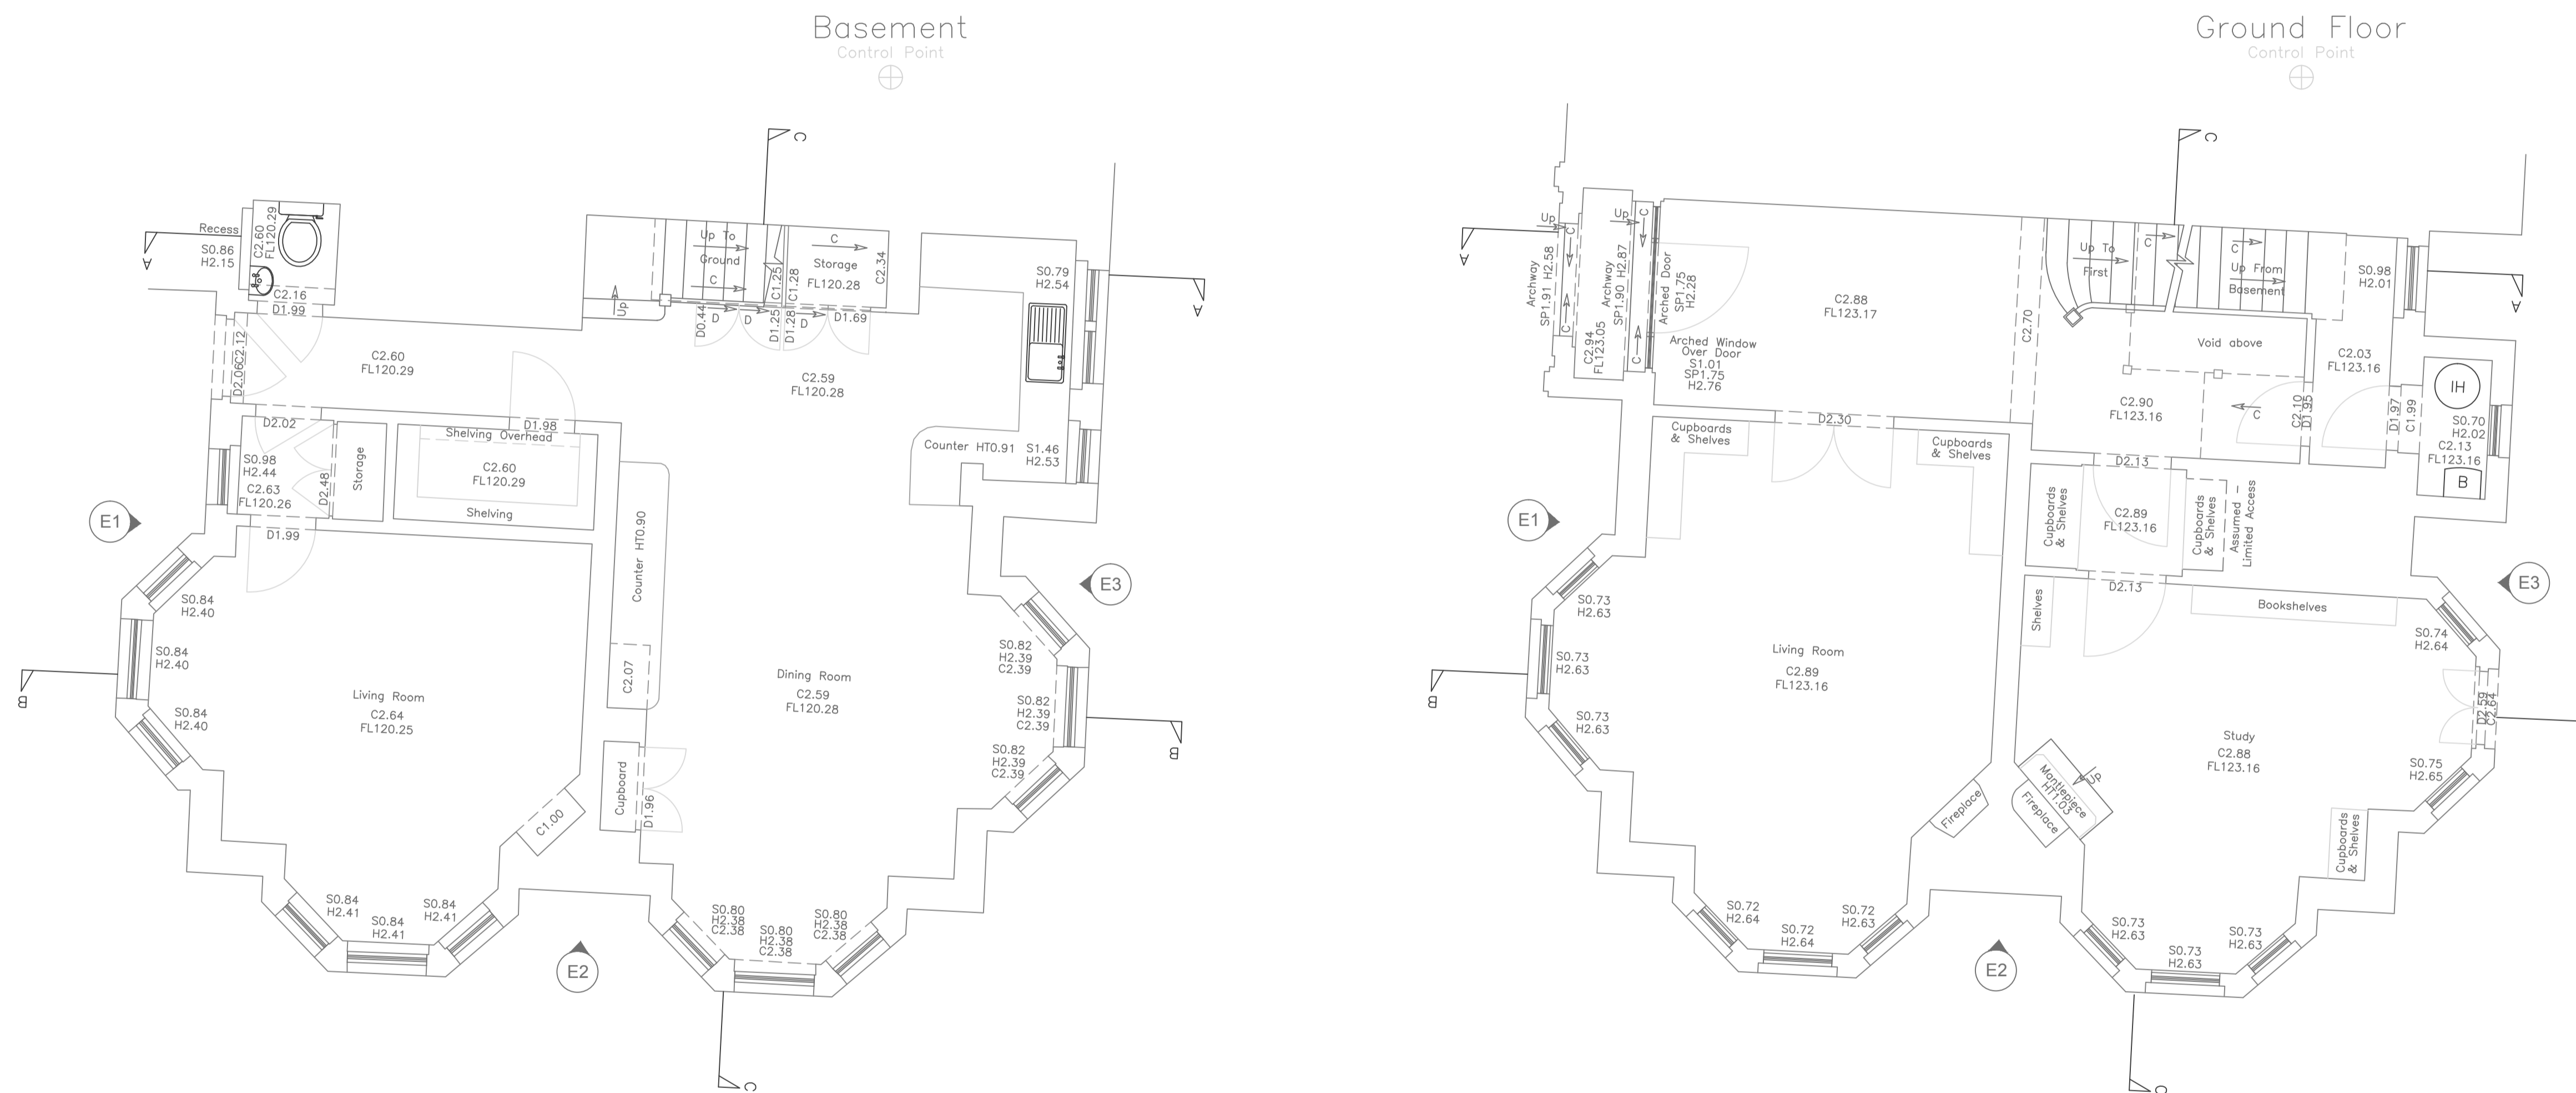 Basement
Control Point
C
Recess
S0.86
H2.15
A
C2.60
FL120.29
C2.16
D1.99
D2.06
C2.12
C2.60
FL120.29
Up
Up To
Ground
C
C
Storage
FL120.28
C2.34
C1.25
C1.28
D0.44
D
D
D1.25
D1.28
D
D1.69
C2.59
FL120.28
S0.79
H2.54
A
Counter HT0.91
S1.46
H2.53
D2.02
D1.98
Shelving Overhead
C2.60
FL120.29
Shelving
Storage
D2.48
S0.98
H2.44
C2.63
FL120.26
D1.99
E1
S0.84
H2.40
S0.84
H2.40
S0.84
H2.40
B
Living Room
C2.64
FL120.25
Counter HT0.90
C2.07
Cupboard
D1.96
C1.00
Dining Room
C2.59
FL120.28
E3
S0.82
H2.39
C2.39
S0.82
H2.39
C2.39
S0.82
H2.39
C2.39
B
S0.84
H2.41
S0.84
H2.41
S0.84
H2.41
E2
S0.80
H2.38
C2.38
S0.80
H2.38
C2.38
S0.80
H2.38
C2.38
C
Ground Floor
Control Point
C
A
Up
Archway
SP1.91 H2.58
C
C
C2.94
FL123.05
Up
Archway
SP1.90 H2.87
C
C
Arched Door
SP1.75
H2.28
Arched Window
Over Door
S1.01
SP1.75
H2.76
C2.88
FL123.17
C2.70
Up To
First
C
C
Up From
Basement
S0.98
H2.01
A
Void above
C2.03
FL123.16
C2.90
FL123.16
C
C2.10
D1.95
D1.97
C1.99
IH
S0.70
H2.02
C2.13
FL123.16
B
D2.30
Cupboards
& Shelves
Cupboards
& Shelves
D2.13
Cupboards
& Shelves
C2.89
FL123.16
Cupboards
& Shelves
Assumed -
Limited Access
D2.13
E1
S0.73
H2.63
S0.73
H2.63
S0.73
H2.63
B
Living Room
C2.89
FL123.16
Fireplace
Shelves
Bookshelves
E3
S0.74
H2.64
D2.59
C2.64
Study
C2.88
FL123.16
S0.75
H2.65
Up
Mantlepiece
HT1.03
Fireplace
Cupboards
& Shelves
S0.72
H2.64
S0.72
H2.64
S0.72
H2.63
E2
S0.73
H2.63
S0.73
H2.63
S0.73
H2.63
C